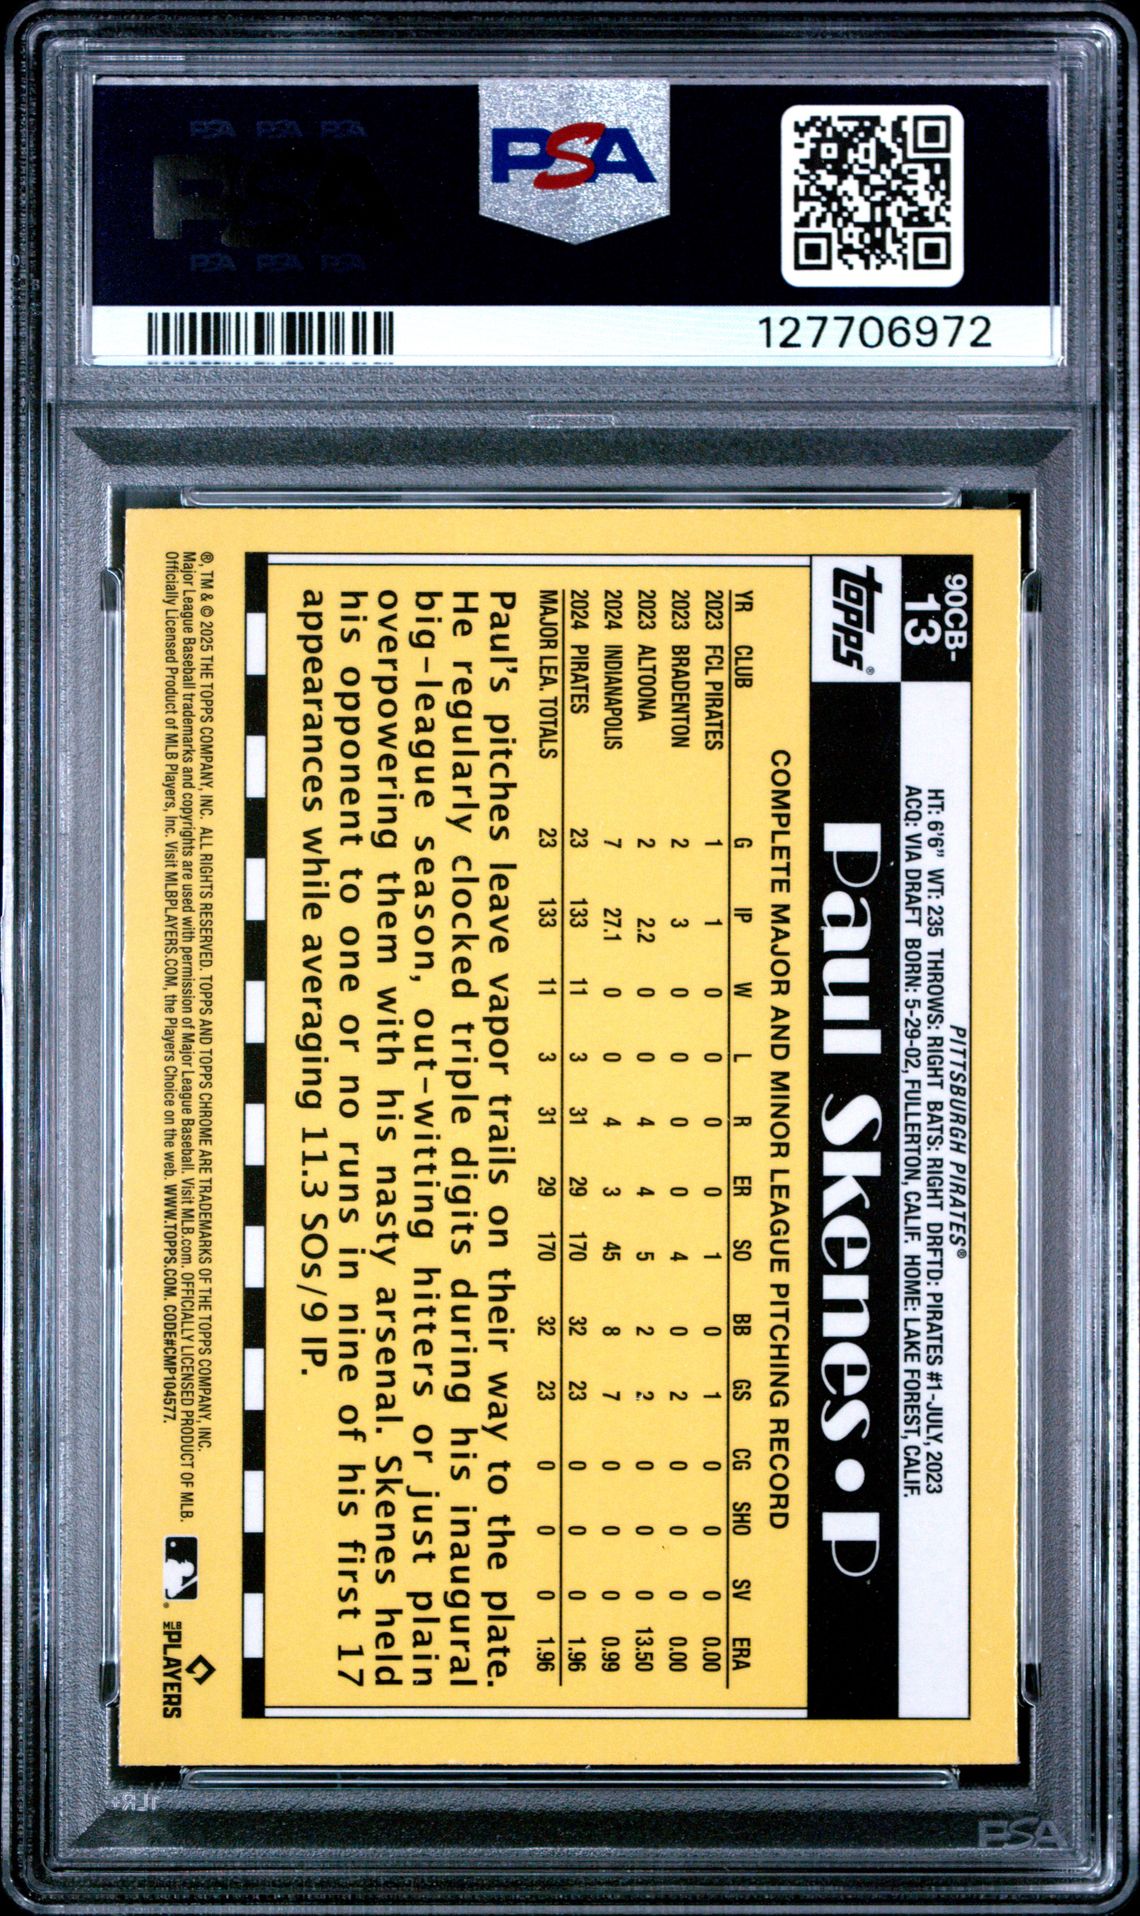 PSA PSA PSA
PSA
PSA PSA PSA
PSA
127706972
90CB-
13
PITTSBURGH PIRATES®
HT: 6'6" WT: 235 THROWS: RIGHT BATS: RIGHT DRFTD: PIRATES #1-JULY, 2023
ACQ: VIA DRAFT BORN: 5-29-02, FULLERTON, CALIF. HOME: LAKE FOREST, CALIF.
topps®
Paul Skenes • P
COMPLETE MAJOR AND MINOR LEAGUE PITCHING RECORD
YR CLUB G IP W L R ER SO BB GS CG SHO SV ERA
2023 FCL PIRATES 1 1 0 0 0 0 1 0 1 0 0 0 0.00
2023 BRADENTON 2 3 0 0 0 0 4 0 2 0 0 0 0.00
2023 ALTOONA 2 2.2 0 0 4 4 5 2 2 0 0 0 13.50
2024 INDIANAPOLIS 7 27.1 0 0 4 3 45 8 7 0 0 0 0.99
2024 PIRATES 23 133 11 3 31 29 170 32 23 0 0 0 1.96
MAJOR LEA. TOTALS 23 133 11 3 31 29 170 32 23 0 0 0 1.96
Paul's pitches leave vapor trails on their way to the plate.
He regularly clocked triple digits during his inaugural
big-league season, out-witting hitters or just plain
overpowering them with his nasty arsenal. Skenes held
his opponent to one or no runs in nine of his first 17
appearances while averaging 11.3 SOs/9 IP.
®, TM & © 2025 THE TOPPS COMPANY, INC. ALL RIGHTS RESERVED. TOPPS AND TOPPS CHROME ARE TRADEMARKS OF THE TOPPS COMPANY, INC.
Major League Baseball trademarks and copyrights are used with permission of Major League Baseball. Visit MLB.com. OFFICIALLY LICENSED PRODUCT OF MLB.
Officially Licensed Product of MLB Players, Inc. Visit MLBPLAYERS.COM, the Players Choice on the web. WWW.TOPPS.COM. CODE#CMP104577.
MLB PLAYERS
PSA